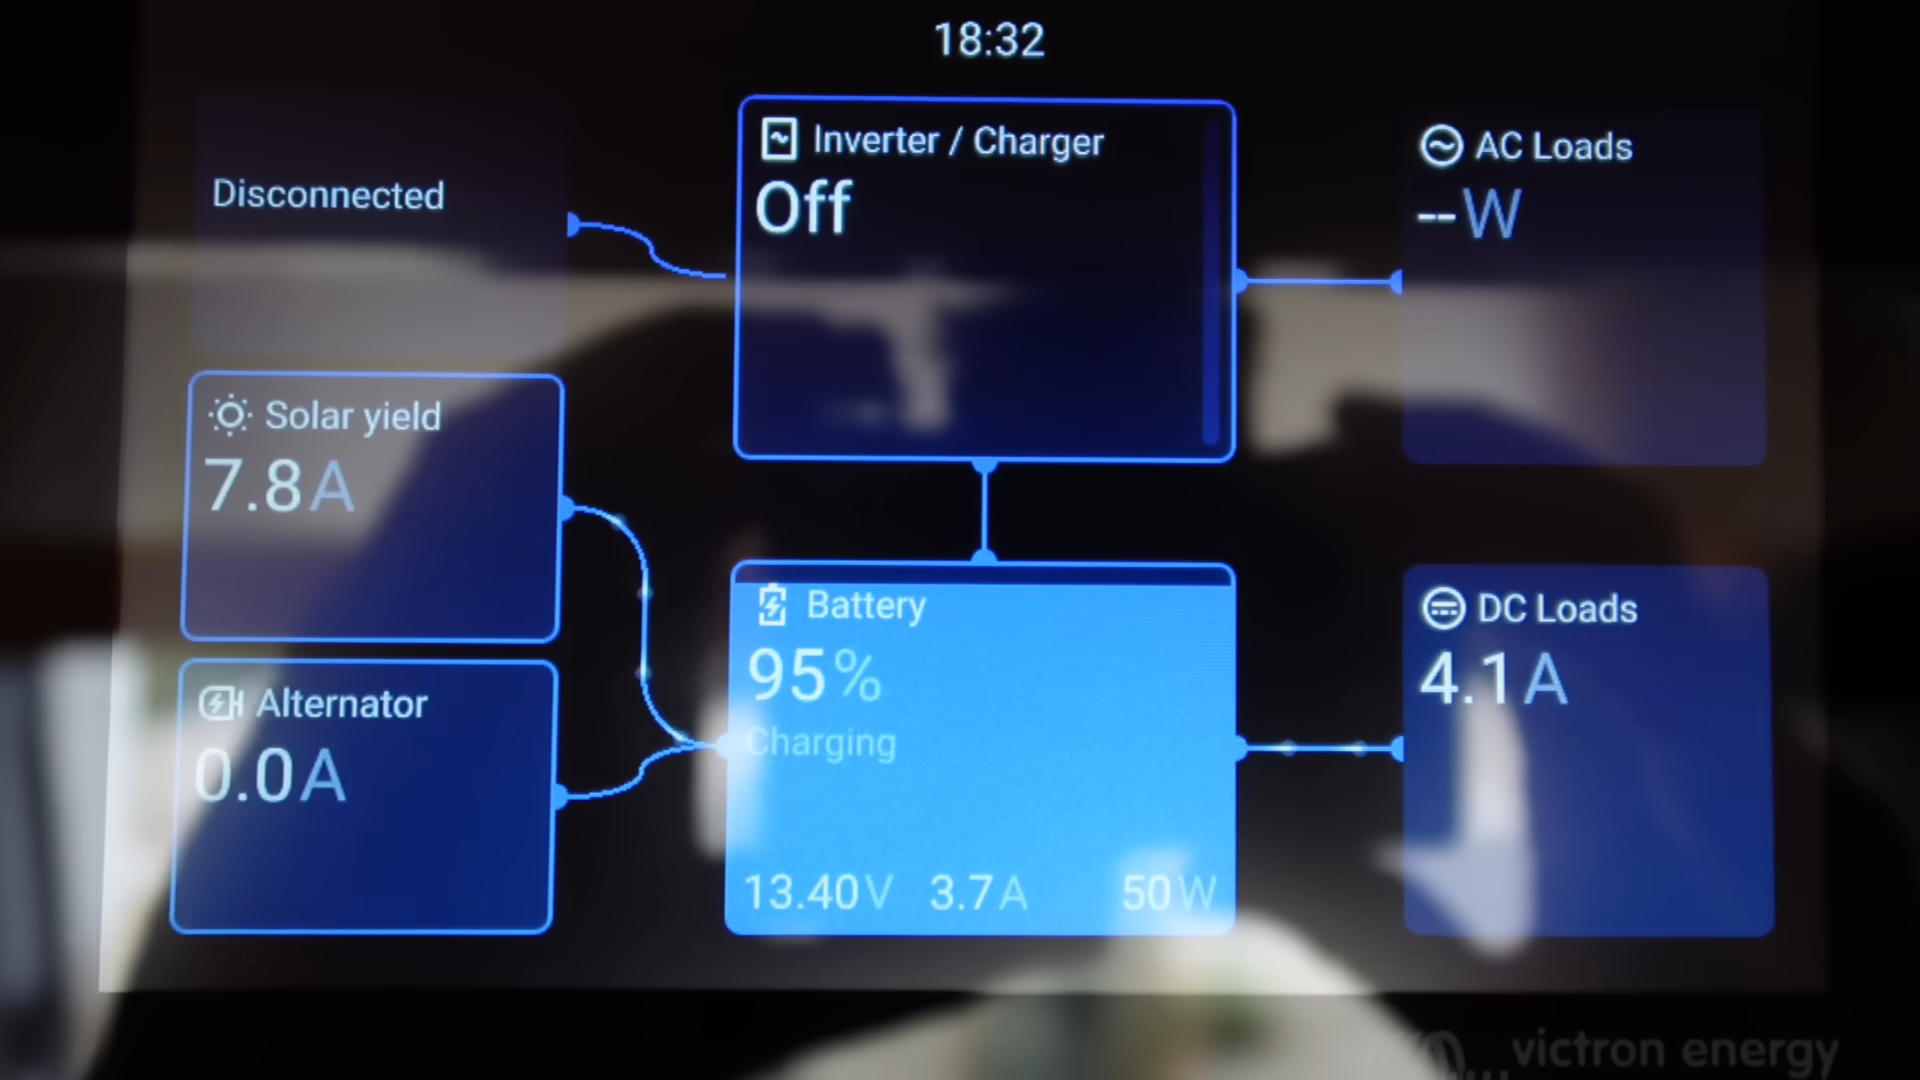 18:32
Disconnected
Inverter / Charger
Off
AC Loads
--W
Solar yield
7.8A
Alternator
0.0A
Battery
95%
Charging
13.40V 3.7A 50W
DC Loads
4.1A
victron energy